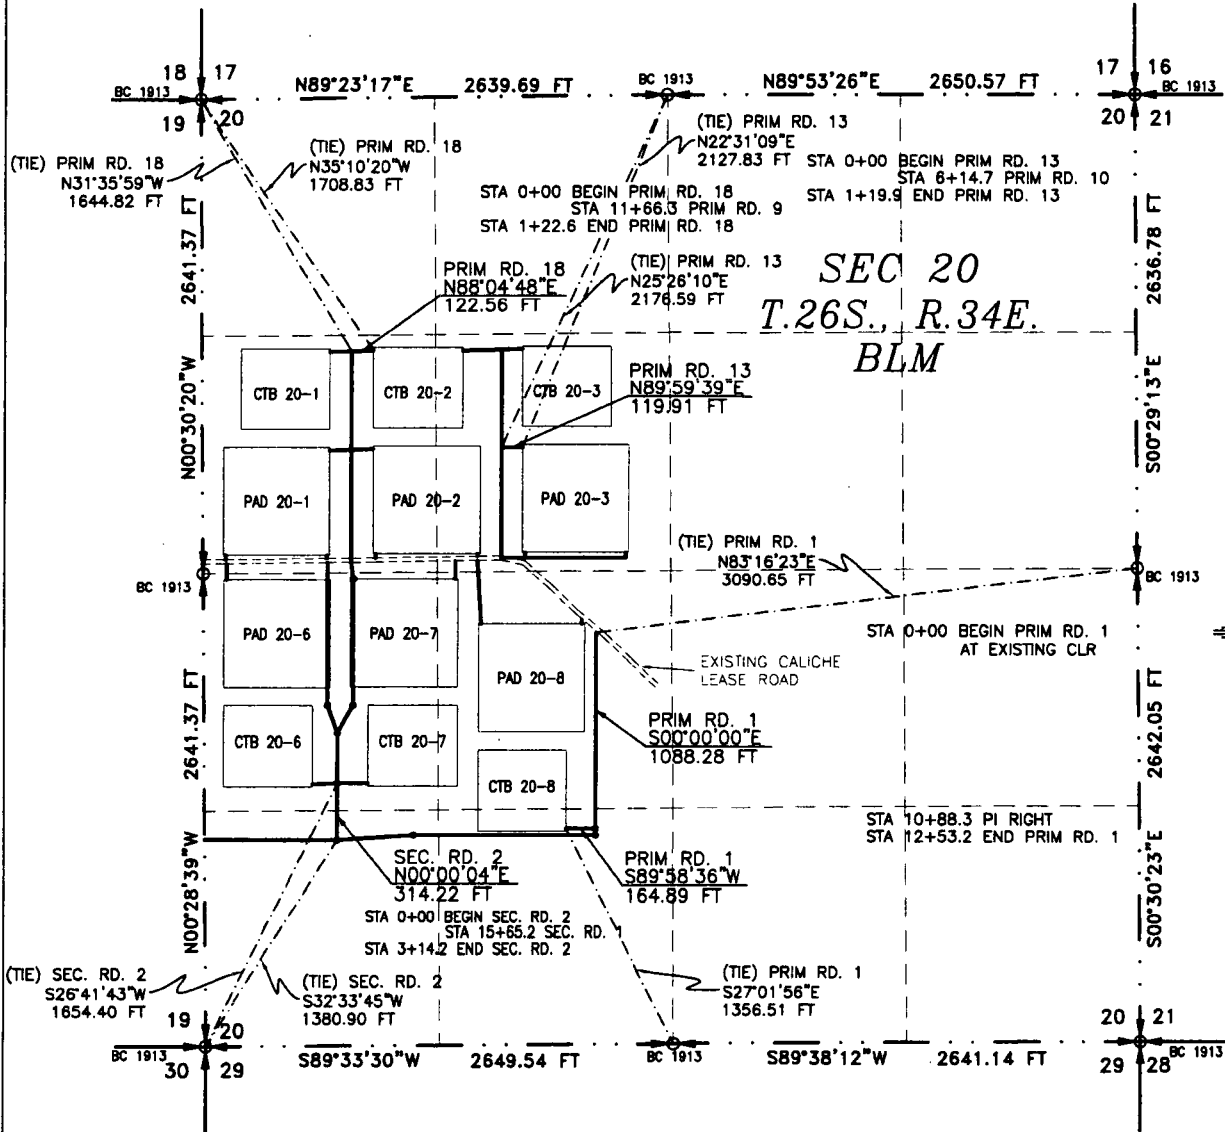 18 17
N89°23'17"E 2639.69 FT
BC 1913
N89°53'26"E 2650.57 FT
17 16
BC 1913
BC 1913
19 20
20 21
(TIE) PRIM RD. 18
N31°35'59"W
1644.82 FT
(TIE) PRIM RD. 18
N35°10'20"W
1708.83 FT
(TIE) PRIM RD. 13
N22°31'09"E
2127.83 FT
STA 0+00 BEGIN PRIM RD. 13
STA 6+14.7 PRIM RD. 10
STA 1+19.9 END PRIM RD. 13
STA 0+00 BEGIN PRIM RD. 18
STA 11+66.3 PRIM RD. 9
STA 1+22.6 END PRIM RD. 18
N00°30'20"W 2641.37 FT
S00°29'13"E 2636.78 FT
PRIM RD. 18
N88°04'48"E
122.56 FT
(TIE) PRIM RD. 13
N25°26'10"E
2176.59 FT
SEC 20
T.26S., R.34E.
BLM
CTB 20-1
CTB 20-2
CTB 20-3
PRIM RD. 13
N89°59'39"E
119.91 FT
PAD 20-1
PAD 20-2
PAD 20-3
(TIE) PRIM RD. 1
N83°16'23"E
3090.65 FT
BC 1913
BC 1913
PAD 20-6
PAD 20-7
PAD 20-8
STA 0+00 BEGIN PRIM RD. 1
AT EXISTING CLR
EXISTING CALICHE
LEASE ROAD
PRIM RD. 1
S00°00'00"E
1088.28 FT
CTB 20-6
CTB 20-7
CTB 20-8
N00°28'39"W 2641.37 FT
S00°30'23"E 2642.05 FT
STA 10+88.3 PI RIGHT
STA 12+53.2 END PRIM RD. 1
SEC. RD. 2
N00°00'04"E
314.22 FT
PRIM RD. 1
S89°58'36"W
164.89 FT
STA 0+00 BEGIN SEC. RD. 2
STA 15+65.2 SEC. RD. 1
STA 3+14.2 END SEC. RD. 2
(TIE) SEC. RD. 2
S26°41'43"W
1654.40 FT
(TIE) SEC. RD. 2
S32°33'45"W
1380.90 FT
(TIE) PRIM RD. 1
S27°01'56"E
1356.51 FT
19 20
20 21
BC 1913
S89°33'30"W 2649.54 FT
BC 1913
S89°38'12"W 2641.14 FT
BC 1913
30 29
29 28